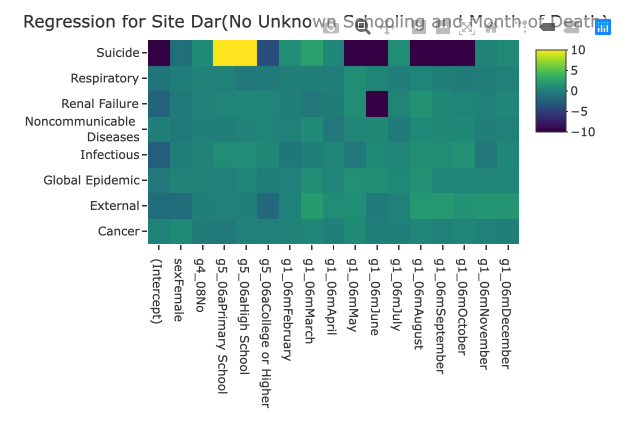 Regression for Site Dar(No Unknown Schooling and Month of Death)
Suicide
Respiratory
Renal Failure
Noncommunicable
Diseases
Infectious
Global Epidemic
External
Cancer
10
5
0
−5
−10
(Intercept)
sexFemale
g4_08No
g5_06aPrimary School
g5_06aHigh School
g5_06aCollege or Higher
g1_06mFebruary
g1_06mMarch
g1_06mApril
g1_06mMay
g1_06mJune
g1_06mJuly
g1_06mAugust
g1_06mSeptember
g1_06mOctober
g1_06mNovember
g1_06mDecember